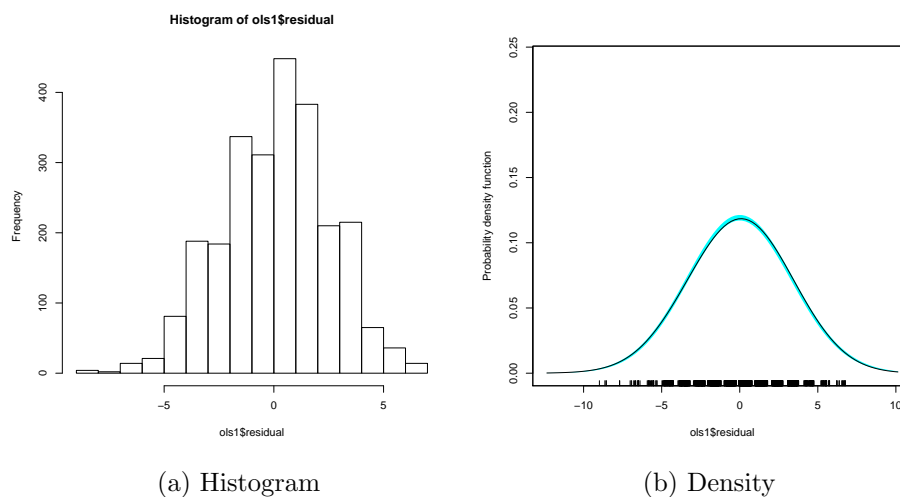 Histogram of ols1$residual
Frequency
0
100
200
300
400
−5
0
5
ols1$residual
(a) Histogram
Probability density function
0.00
0.05
0.10
0.15
0.20
0.25
−10
−5
0
5
10
ols1$residual
(b) Density